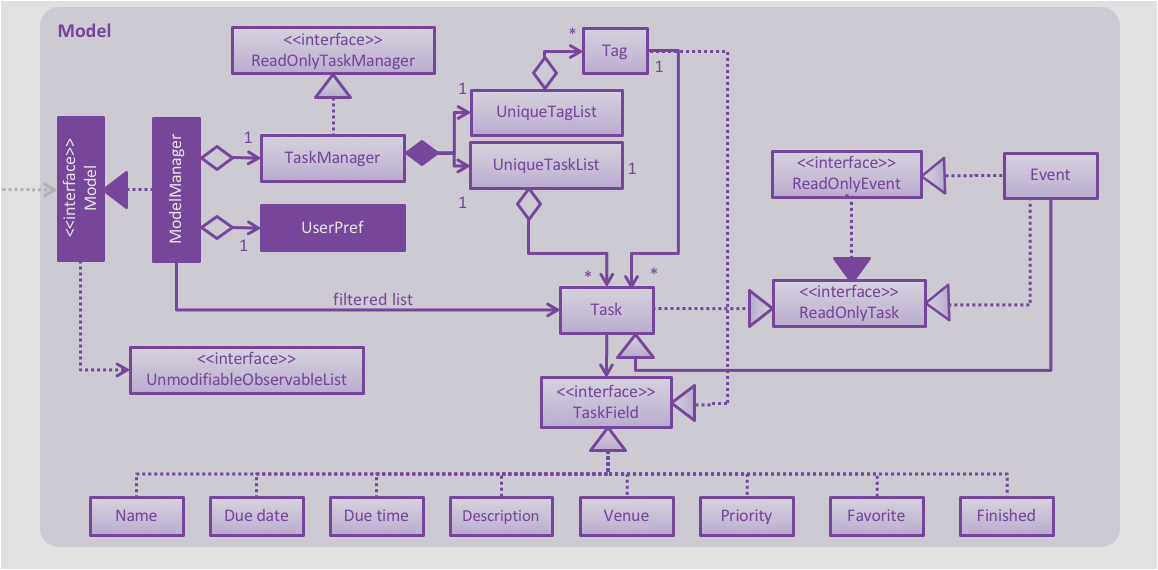 Model
<<interface>>
ReadOnlyTaskManager
*
Tag
1
1
UniqueTagList
<<interface>>
Model
ModelManager
1
TaskManager
UniqueTaskList
1
1
<<interface>>
ReadOnlyEvent
Event
UserPref
1
*
*
filtered list
Task
<<interface>>
ReadOnlyTask
<<interface>>
UnmodifiableObservableList
<<interface>>
TaskField
Name
Due date
Due time
Description
Venue
Priority
Favorite
Finished